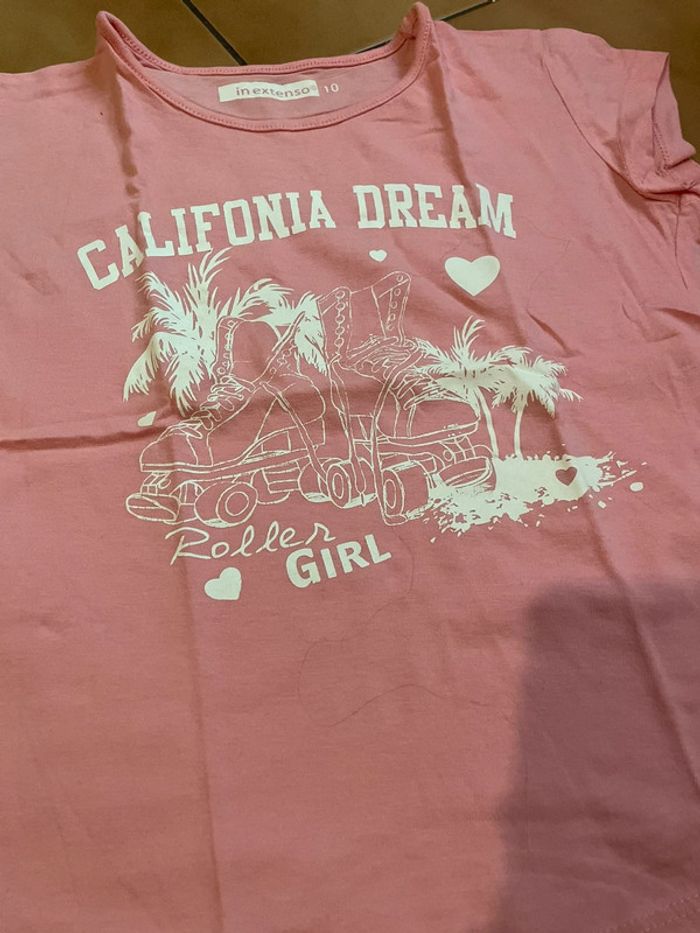 in extenso® 10
CALIFONIA DREAM
Roller
GIRL